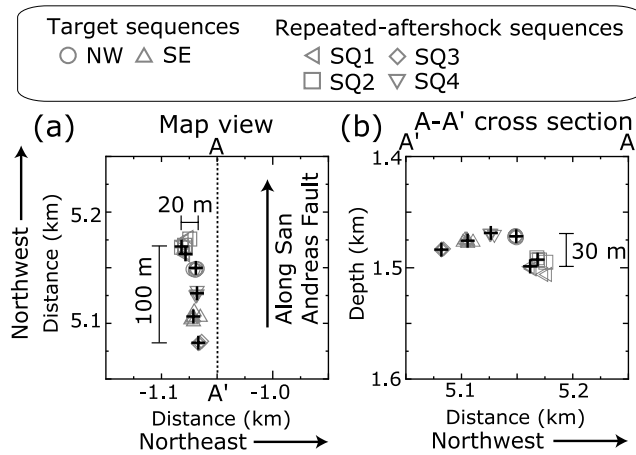 Target sequences
NW SE
Repeated-aftershock sequences
SQ1 SQ3
SQ2 SQ4
(a) Map view
A
Northwest
Distance (km)
5.2
5.1
20 m
100 m
Along San
Andreas Fault
A'
-1.1 -1.0
Distance (km)
Northeast
(b) A-A' cross section
A' A
1.4
1.5
1.6
Depth (km)
30 m
5.1 5.2
Distance (km)
Northwest